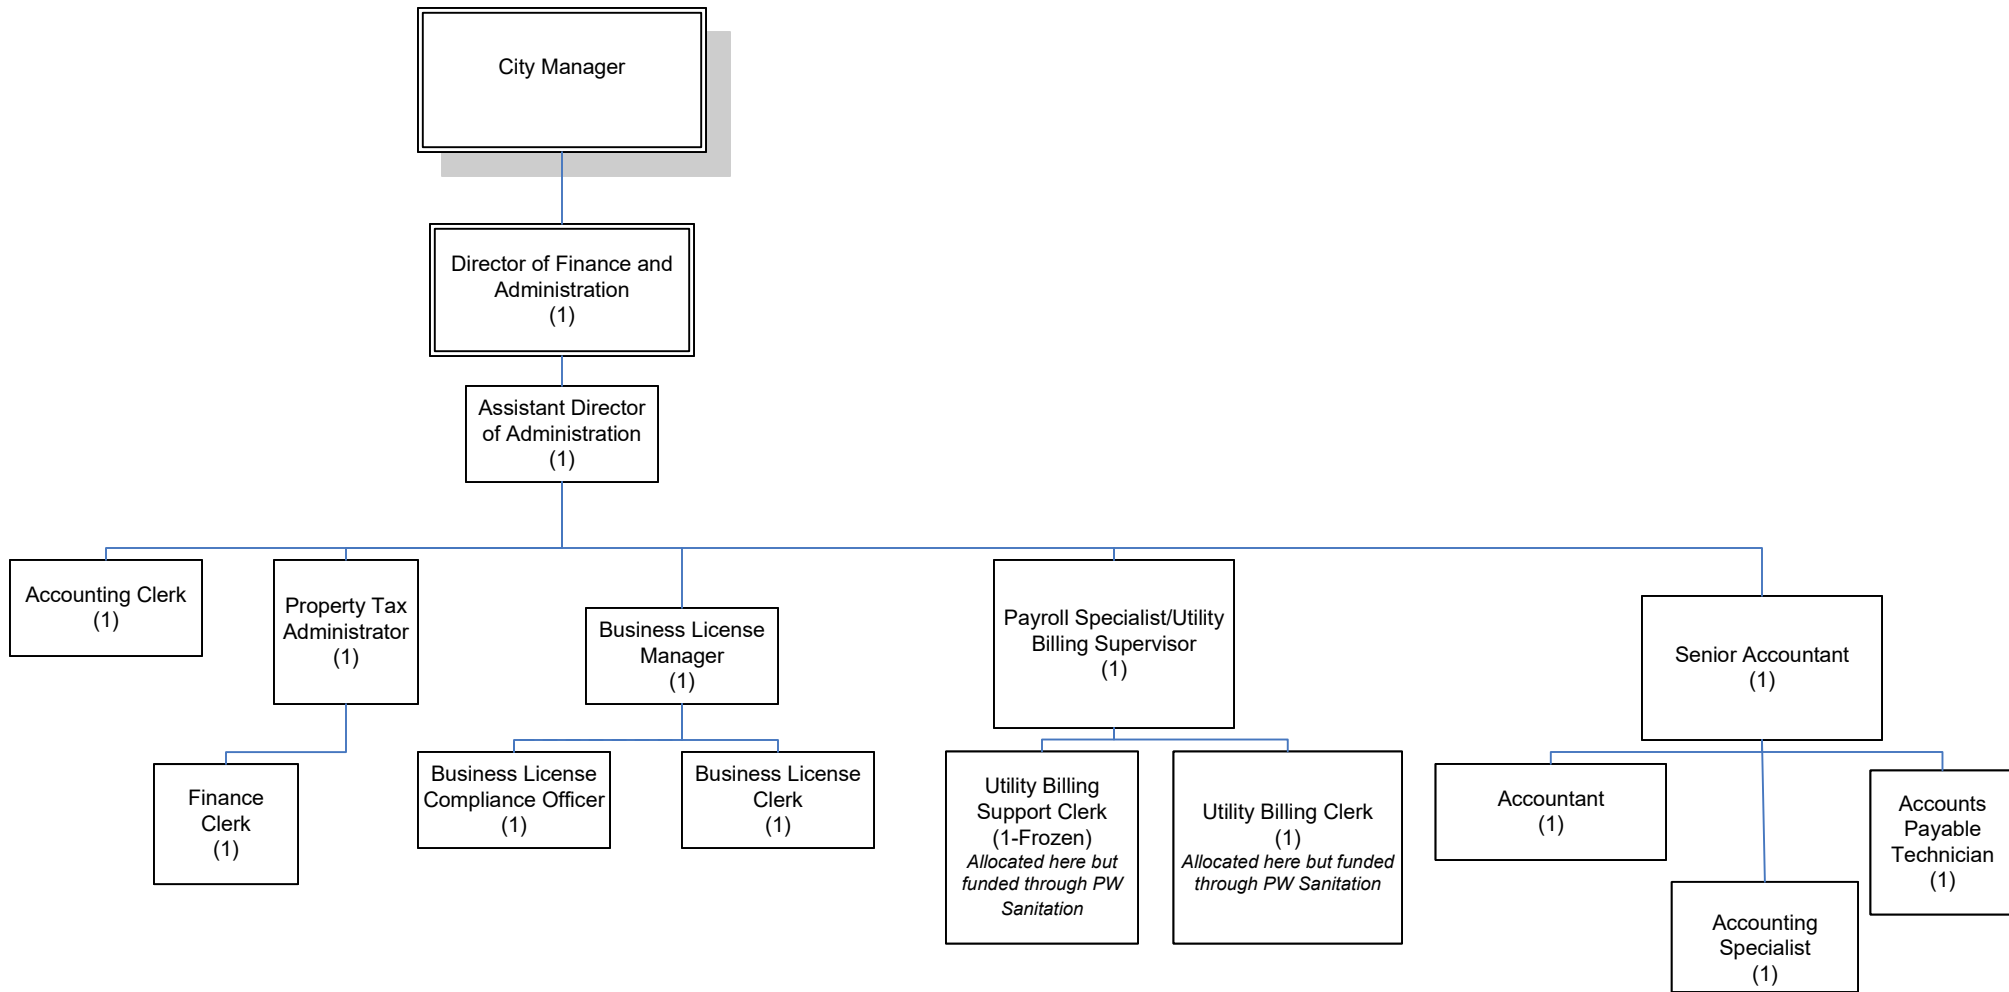 City Manager
Director of Finance and
Administration
(1)
Assistant Director
of Administration
(1)
Accounting Clerk
(1)
Property Tax
Administrator
(1)
Business License
Manager
(1)
Payroll Specialist/Utility
Billing Supervisor
(1)
Senior Accountant
(1)
Finance
Clerk
(1)
Business License
Compliance Officer
(1)
Business License
Clerk
(1)
Utility Billing
Support Clerk
(1-Frozen)
Allocated here but
funded through PW
Sanitation
Utility Billing Clerk
(1)
Allocated here but funded
through PW Sanitation
Accountant
(1)
Accounting
Specialist
(1)
Accounts
Payable
Technician
(1)